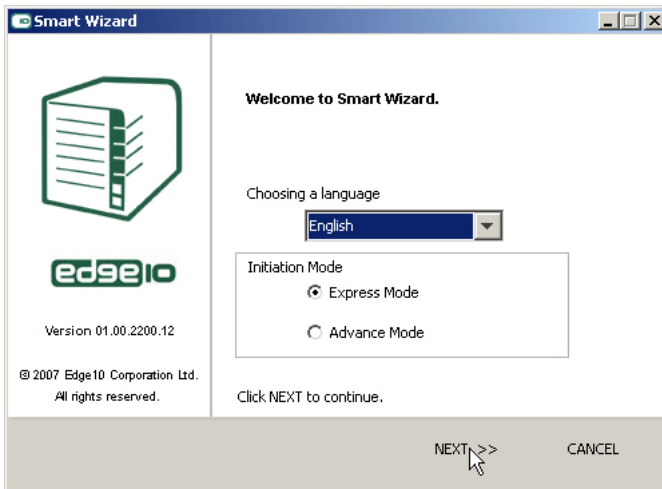 Smart Wizard
Welcome to Smart Wizard.
Choosing a language
English
Initiation Mode
Express Mode
Advance Mode
edge10
Version 01.00.2200.12
© 2007 Edge10 Corporation Ltd.
All rights reserved.
Click NEXT to continue.
NEXT >>
CANCEL